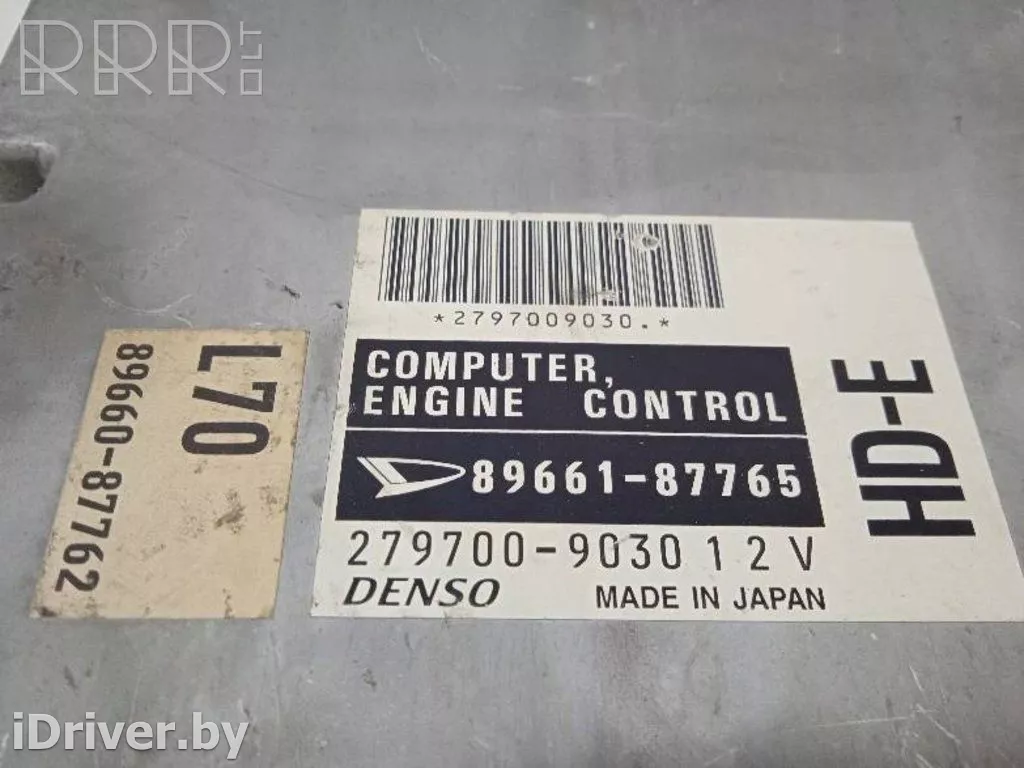 RRR.LT
*2797009030.*
COMPUTER,
ENGINE CONTROL
89661-87765
279700-9030 12V
DENSO MADE IN JAPAN
HD-E
L70
89660-87762
iDriver.by